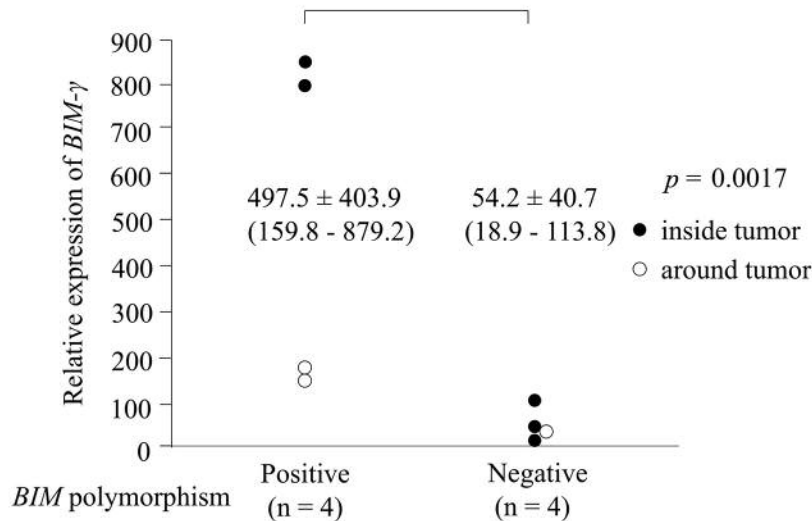 900
800
700
600
500
400
300
200
100
0
Relative expression of BIM-γ
497.5 ± 403.9
(159.8 - 879.2)
54.2 ± 40.7
(18.9 - 113.8)
p = 0.0017
inside tumor
around tumor
BIM polymorphism
Positive
(n = 4)
Negative
(n = 4)